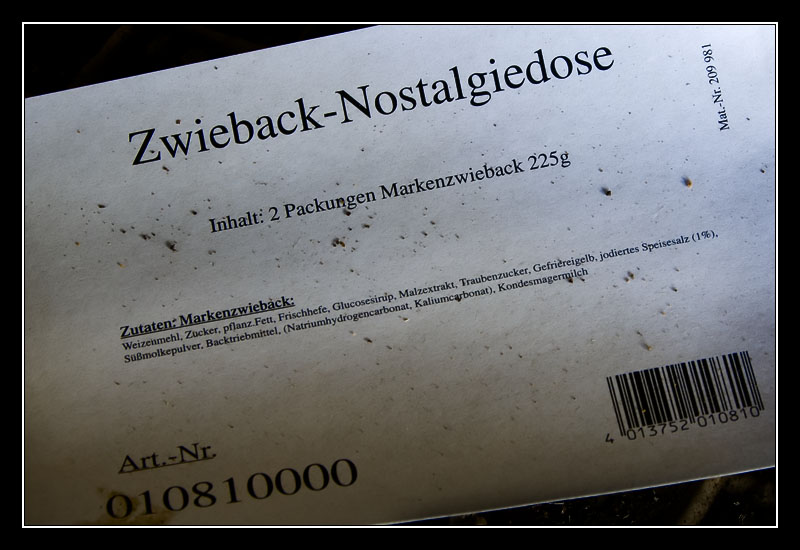 Zwieback-Nostalgiedose
Mat.-Nr. 209 981
Inhalt: 2 Packungen Markenzwieback 225g
Zutaten: Markenzwieback:
Weizenmehl, Zucker, pflanz.Fett, Frischhefe, Glucosesirup, Malzextrakt, Traubenzucker, Gefriereigelb, jodiertes Speisesalz (1%),
Süßmolkepulver, Backtriebmittel, (Natriumhydrogencarbonat, Kaliumcarbonat), Kondesmagermilch
Art.-Nr.
010810000
4 013752 010810